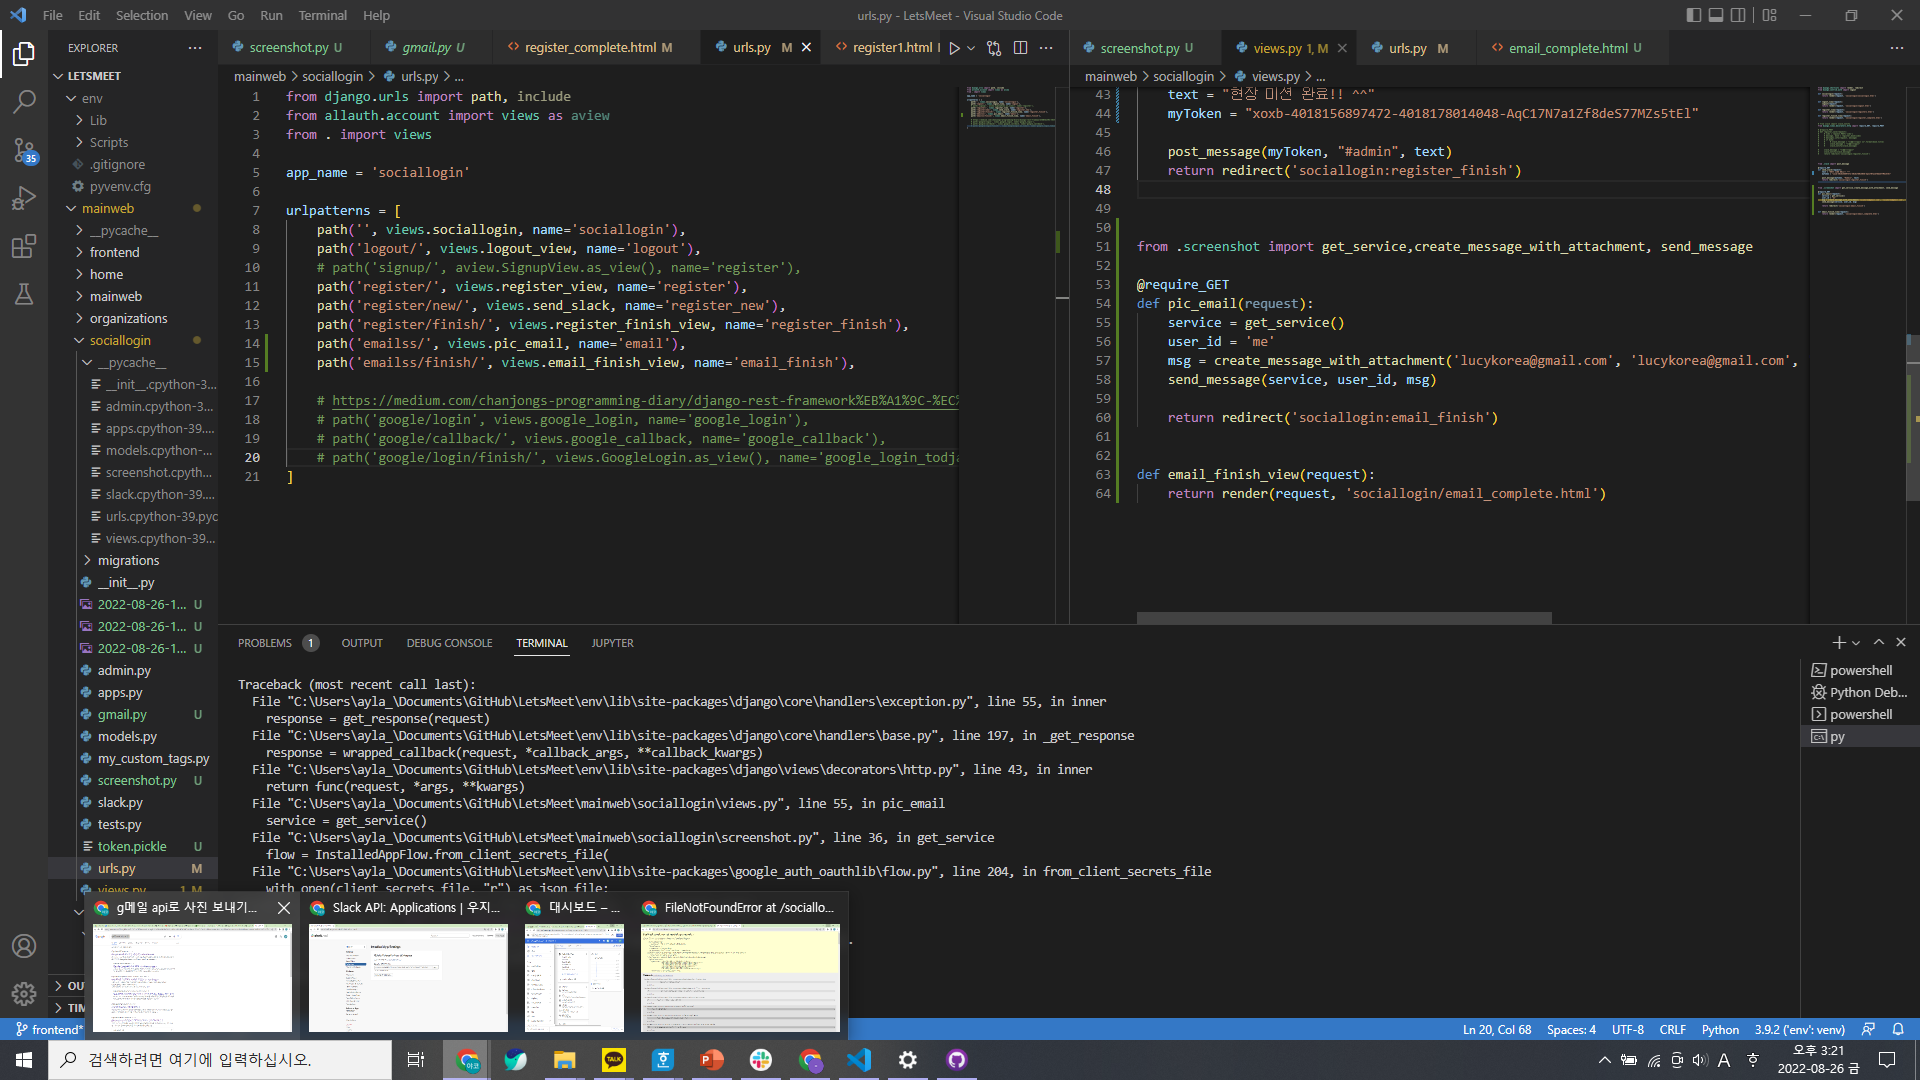 File Edit Selection View Go Run Terminal Help
urls.py - LetsMeet - Visual Studio Code
EXPLORER
LETSMEET
env
Lib
Scripts
.gitignore
pyvenv.cfg
mainweb
__pycache__
frontend
home
mainweb
organizations
sociallogin
__pycache__
__init__.cpython-3...
admin.cpython-3...
apps.cpython-39....
models.cpython-...
screenshot.cpyth...
slack.cpython-39....
urls.cpython-39.pyc
views.cpython-39...
migrations
__init__.py
2022-08-26-1... U
2022-08-26-1... U
2022-08-26-1... U
admin.py
apps.py
gmail.py U
models.py
my_custom_tags.py
screenshot.py U
slack.py
tests.py
token.pickle U
urls.py M
views.py 1, M
35
screenshot.py U gmail.py U register_complete.html M urls.py M register1.html
mainweb > sociallogin > urls.py > ...
1 from django.urls import path, include
2 from allauth.account import views as aview
3 from . import views
4
5 app_name = 'sociallogin'
6
7 urlpatterns = [
8 path('', views.sociallogin, name='sociallogin'),
9 path('logout/', views.logout_view, name='logout'),
10 # path('signup/', aview.SignupView.as_view(), name='register'),
11 path('register/', views.register_view, name='register'),
12 path('register/new/', views.send_slack, name='register_new'),
13 path('register/finish/', views.register_finish_view, name='register_finish'),
14 path('emailss/', views.pic_email, name='email'),
15 path('emailss/finish/', views.email_finish_view, name='email_finish'),
16
17 # https://medium.com/chanjongs-programming-diary/django-rest-framework%EB%A1%9C-%EC%
18 # path('google/login', views.google_login, name='google_login'),
19 # path('google/callback/', views.google_callback, name='google_callback'),
20 # path('google/login/finish/', views.GoogleLogin.as_view(), name='google_login_todja
21 ]
screenshot.py U views.py 1, M urls.py M email_complete.html U
mainweb > sociallogin > views.py > ...
43 text = "현장 미션 완료!! ^^"
44 myToken = "xoxb-4018156897472-4018178014048-AqC17N7a1Zf8deS77MZs5tEl"
45
46 post_message(myToken, "#admin", text)
47 return redirect('sociallogin:register_finish')
48
49
50
51 from .screenshot import get_service,create_message_with_attachment, send_message
52
53 @require_GET
54 def pic_email(request):
55 service = get_service()
56 user_id = 'me'
57 msg = create_message_with_attachment('lucykorea@gmail.com', 'lucykorea@gmail.com',
58 send_message(service, user_id, msg)
59
60 return redirect('sociallogin:email_finish')
61
62
63 def email_finish_view(request):
64 return render(request, 'sociallogin/email_complete.html')
PROBLEMS 1 OUTPUT DEBUG CONSOLE TERMINAL JUPYTER
Traceback (most recent call last):
File "C:\Users\ayla_\Documents\GitHub\LetsMeet\env\lib\site-packages\django\core\handlers\exception.py", line 55, in inner
response = get_response(request)
File "C:\Users\ayla_\Documents\GitHub\LetsMeet\env\lib\site-packages\django\core\handlers\base.py", line 197, in _get_response
response = wrapped_callback(request, *callback_args, **callback_kwargs)
File "C:\Users\ayla_\Documents\GitHub\LetsMeet\env\lib\site-packages\django\views\decorators\http.py", line 43, in inner
return func(request, *args, **kwargs)
File "C:\Users\ayla_\Documents\GitHub\LetsMeet\mainweb\sociallogin\views.py", line 55, in pic_email
service = get_service()
File "C:\Users\ayla_\Documents\GitHub\LetsMeet\mainweb\sociallogin\screenshot.py", line 36, in get_service
flow = InstalledAppFlow.from_client_secrets_file(
File "C:\Users\ayla_\Documents\GitHub\LetsMeet\env\lib\site-packages\google_auth_oauthlib\flow.py", line 204, in from_client_secrets_file
with open(client_secrets_file, "r") as json_file:
powershell
Python Deb...
powershell
py
g메일 api로 사진 보내기...
Slack API: Applications | 우지...
대시보드 – ...
FileNotFoundError at /sociallo...
OU
TIM
frontend*
Ln 20, Col 68 Spaces: 4 UTF-8 CRLF Python 3.9.2 ('env': venv)
검색하려면 여기에 입력하십시오.
TALK
A
오후 3:21
2022-08-26 금